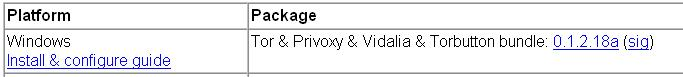 Platform Package
Windows Tor & Privoxy & Vidalia & Torbutton bundle: 0.1.2.18a (sig)
Install & configure guide